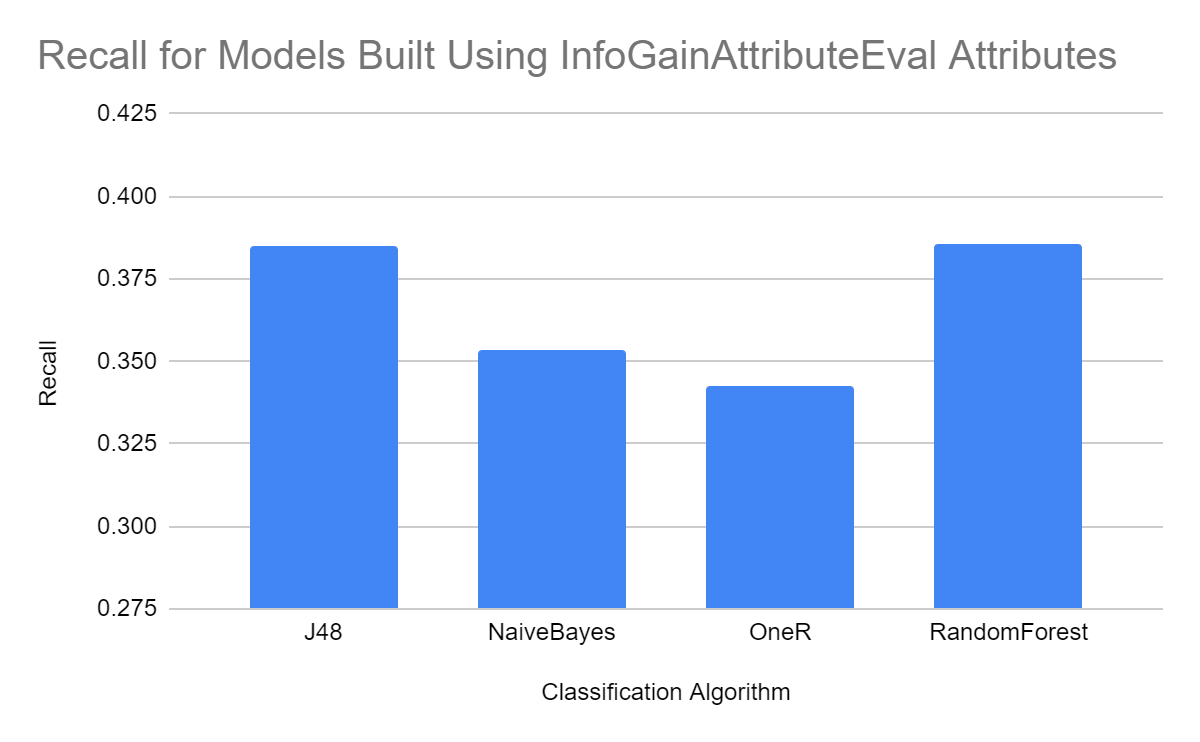 Recall for Models Built Using InfoGainAttributeEval Attributes
0.425
0.400
0.375
0.350
0.325
0.300
0.275
Recall
J48 NaiveBayes OneR RandomForest
Classification Algorithm